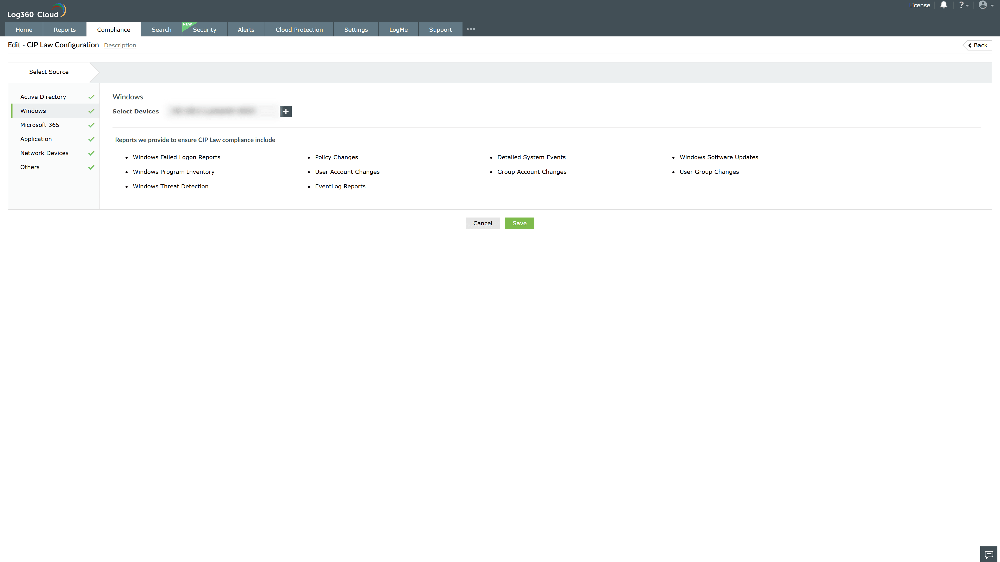 License
?
Log360 Cloud
Home
Reports
Compliance
Search
NEW
Security
Alerts
Cloud Protection
Settings
LogMe
Support
Edit - CIP Law Configuration
Description
Back
Select Source
Active Directory
Windows
Microsoft 365
Application
Network Devices
Others
Windows
Select Devices
Reports we provide to ensure CIP Law compliance include
Windows Failed Logon Reports
Policy Changes
Detailed System Events
Windows Software Updates
Windows Program Inventory
User Account Changes
Group Account Changes
User Group Changes
Windows Threat Detection
EventLog Reports
Cancel
Save